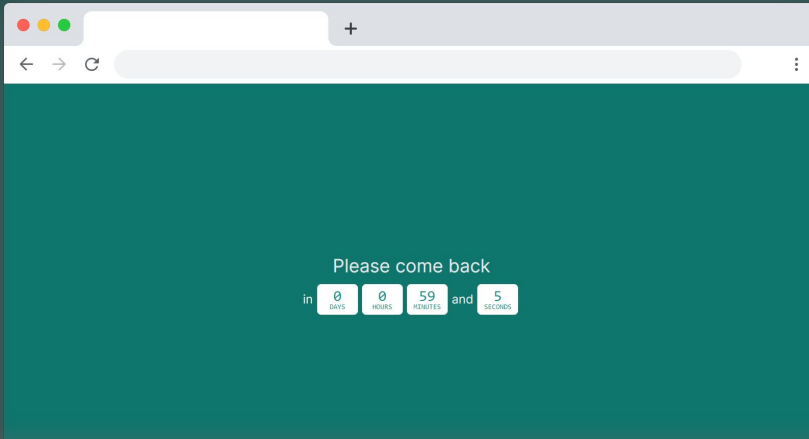 Please come back
in 0 DAYS 0 HOURS 59 MINUTES and 5 SECONDS